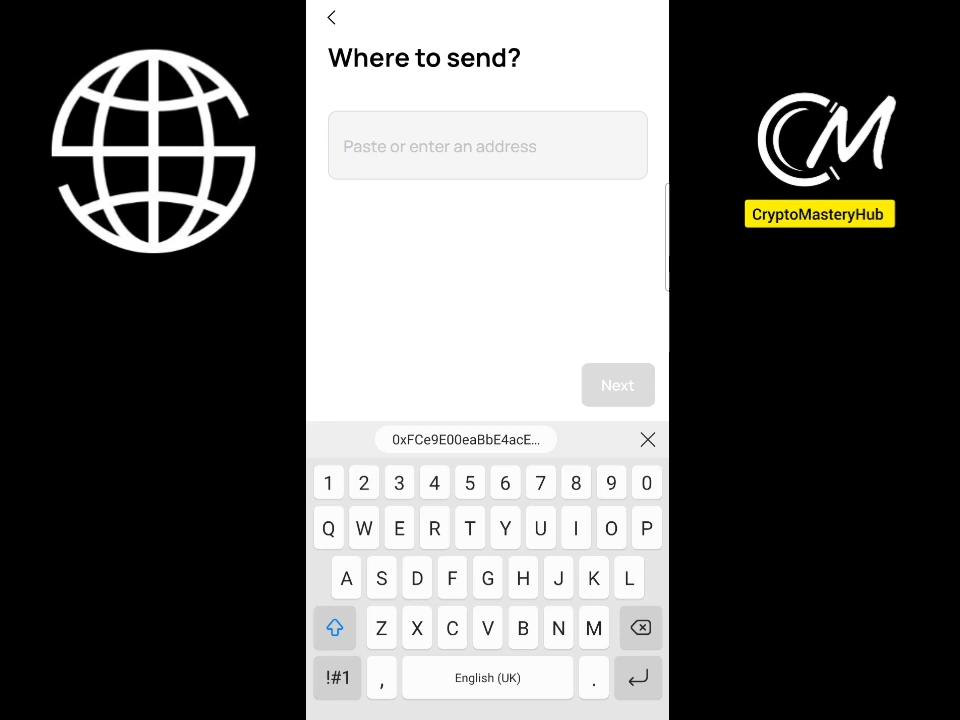 Where to send?
Paste or enter an address
CM
CryptoMasteryHub
Next
0xFCe9E00eaBbE4acE...
1 2 3 4 5 6 7 8 9 0
Q W E R T Y U I O P
A S D F G H J K L
Z X C V B N M
!#1 , English (UK) .